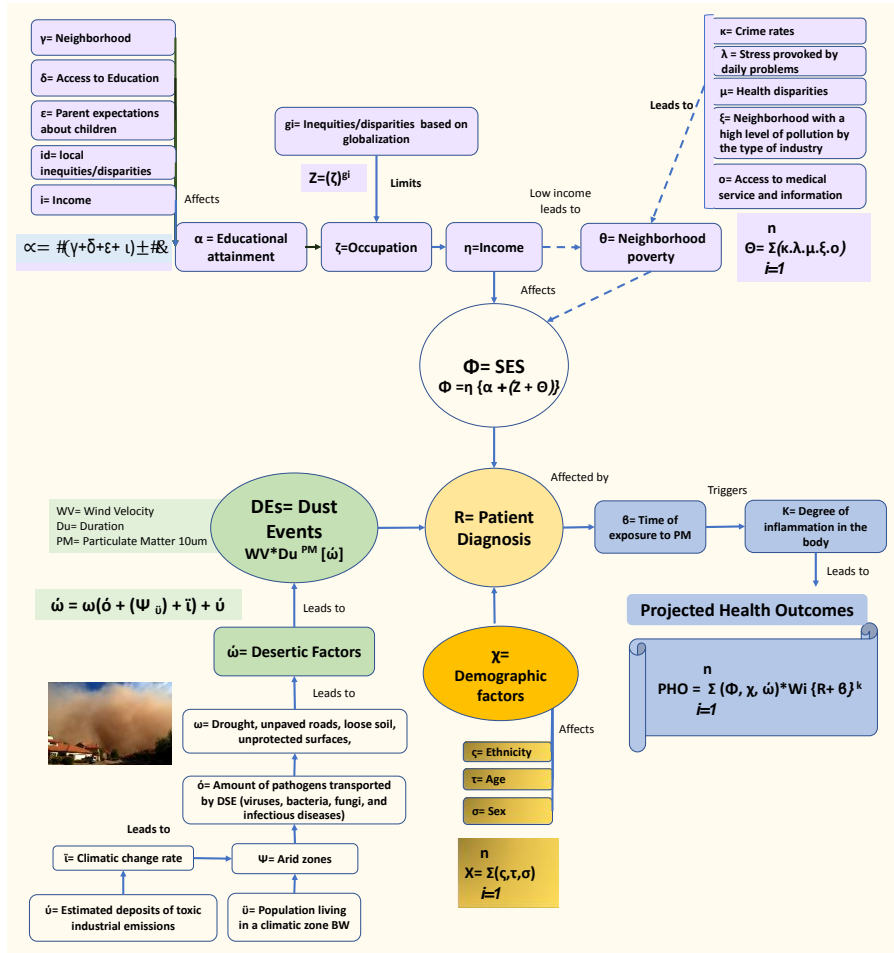 γ= Neighborhood
δ= Access to Education
ε= Parent expectations
about children
id= local
inequities/disparities
i= Income
Affects
∝= #(γ+δ+ε+ ι)±#&
α = Educational
attainment
gi= Inequities/disparities based on
globalization
Z=(ζ)gi
Limits
ζ=Occupation
η=Income
Low income
leads to
θ= Neighborhood
poverty
Leads to
κ= Crime rates
λ = Stress provoked by
daily problems
μ= Health disparities
ξ= Neighborhood with a
high level of pollution by
the type of industry
ο= Access to medical
service and information
n
Θ= Σ(κ.λ.μ.ξ.ο)
i=1
Affects
Φ= SES
Φ =η {α +(Z + Θ)}
WV= Wind Velocity
Du= Duration
PM= Particulate Matter 10um
DEs= Dust
Events
WV*Du PM [ώ]
R= Patient
Diagnosis
Affected by
β= Time of
exposure to PM
Triggers
K= Degree of
inflammation in the
body
Leads to
Projected Health Outcomes
n
PHO = Σ (Φ, χ, ώ)*Wi {R+ β}k
i=1
ώ = ω(ό + (Ψ ü) + ϊ) + ύ
Leads to
ώ= Desertic Factors
Leads to
ω= Drought, unpaved roads, loose soil,
unprotected surfaces,
ό= Amount of pathogens transported
by DSE (viruses, bacteria, fungi, and
infectious diseases)
Leads to
ϊ= Climatic change rate
Ψ= Arid zones
ύ= Estimated deposits of toxic
industrial emissions
ü= Population living
in a climatic zone BW
χ=
Demographic
factors
Affects
ς= Ethnicity
τ= Age
σ= Sex
n
X= Σ(ς,τ,σ)
i=1